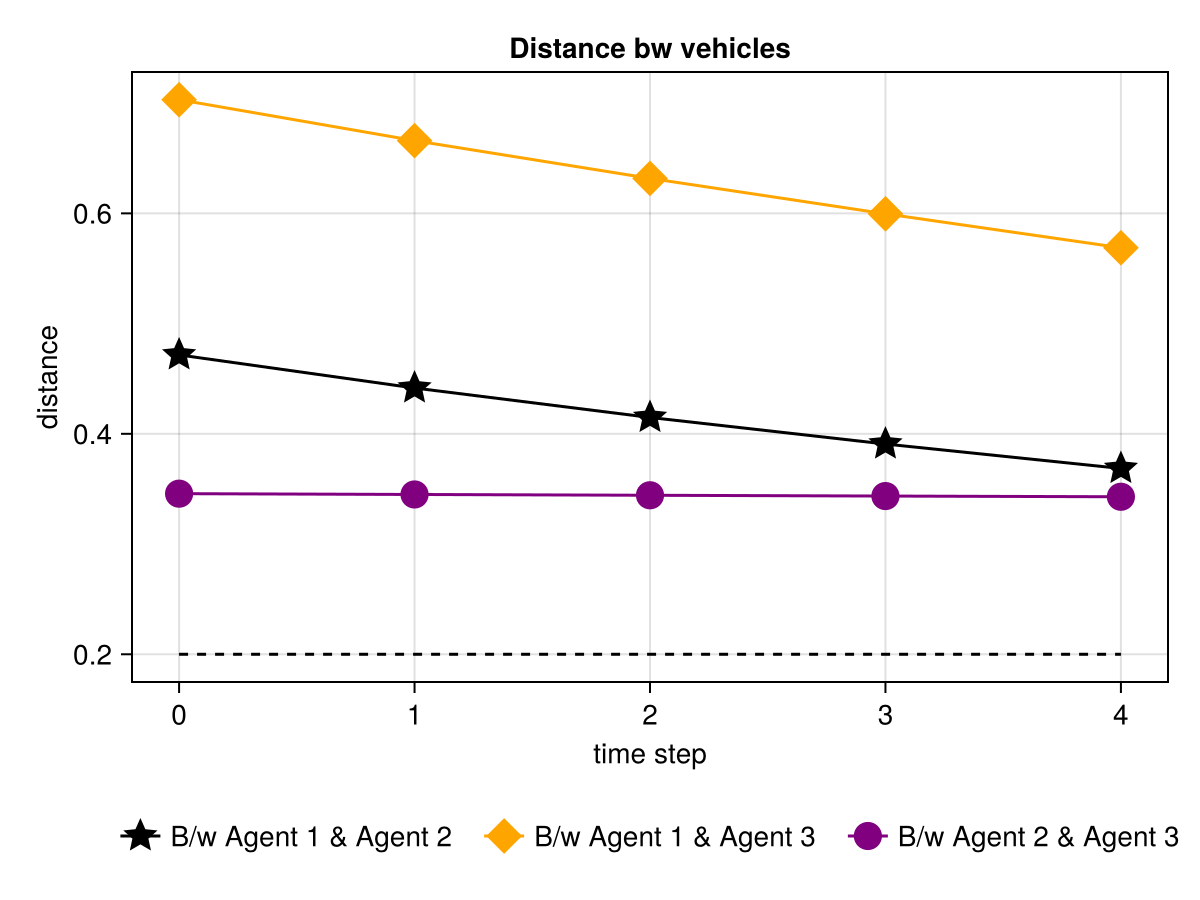 Distance bw vehicles
distance
0.6
0.4
0.2
0 1 2 3 4
time step
B/w Agent 1 & Agent 2 B/w Agent 1 & Agent 3 B/w Agent 2 & Agent 3